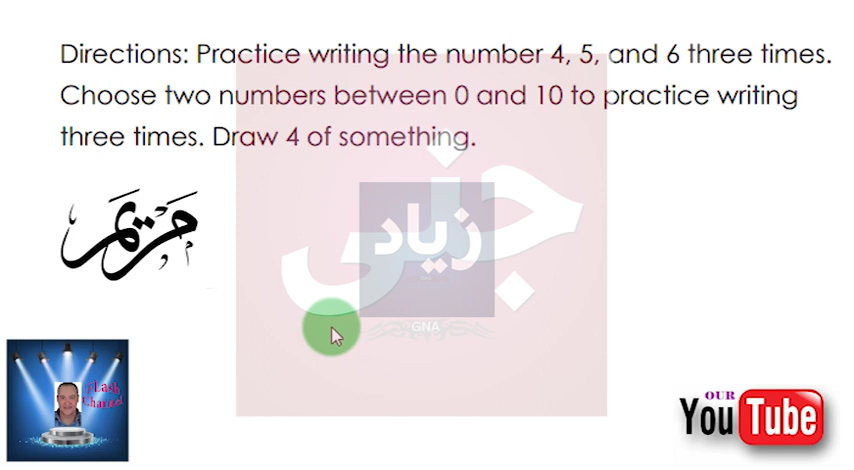 Directions: Practice writing the number 4, 5, and 6 three times.
Choose two numbers between 0 and 10 to practice writing
three times. Draw 4 of something.
مريم
جنى
زياد
GNA
Flash
Channel
OUR
YouTube